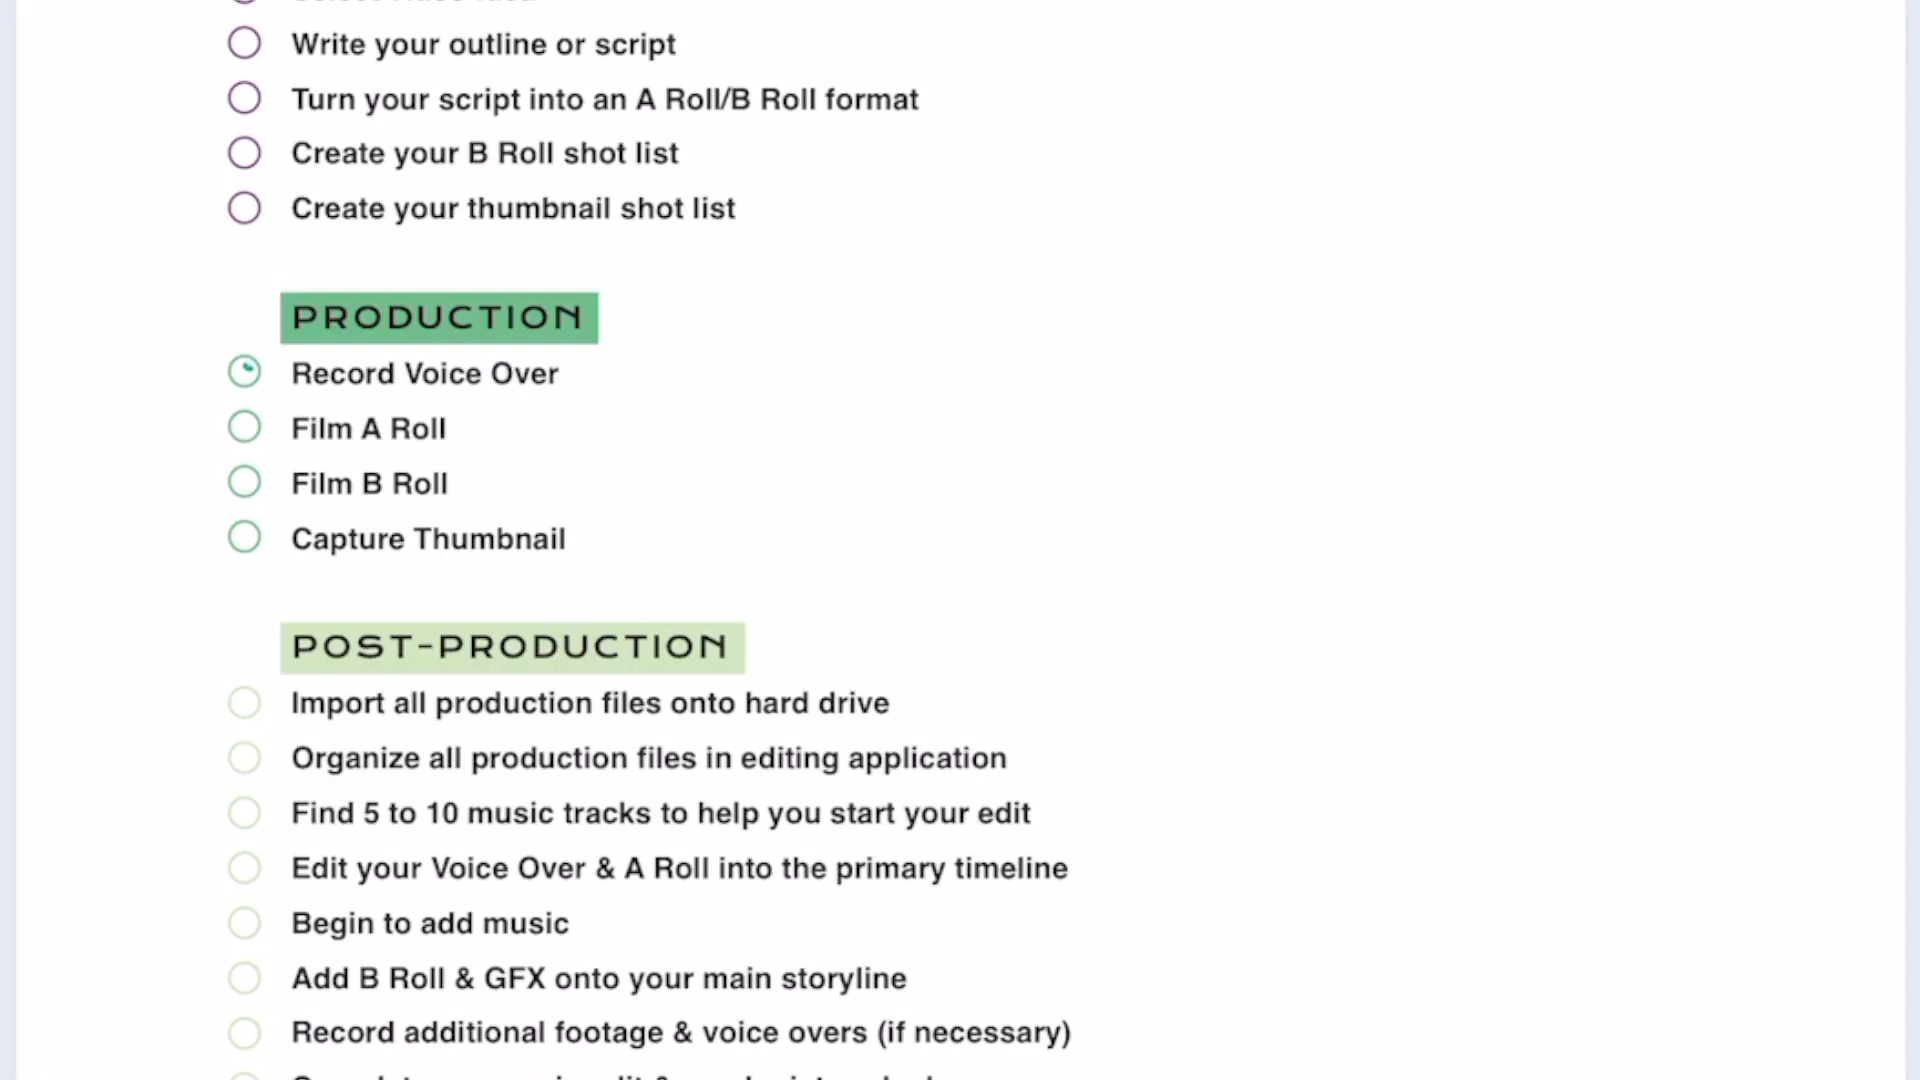 Write your outline or script
Turn your script into an A Roll/B Roll format
Create your B Roll shot list
Create your thumbnail shot list
PRODUCTION
Record Voice Over
Film A Roll
Film B Roll
Capture Thumbnail
POST-PRODUCTION
Import all production files onto hard drive
Organize all production files in editing application
Find 5 to 10 music tracks to help you start your edit
Edit your Voice Over & A Roll into the primary timeline
Begin to add music
Add B Roll & GFX onto your main storyline
Record additional footage & voice overs (if necessary)